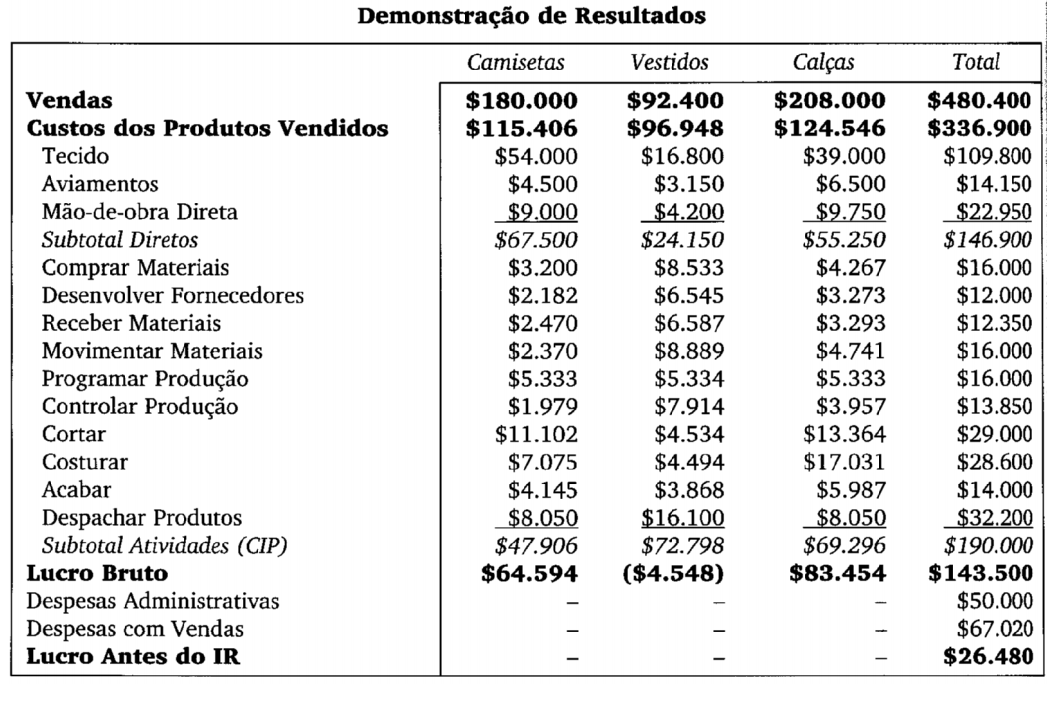 Demonstração de Resultados
Camisetas Vestidos Calças Total
Vendas $180.000 $92.400 $208.000 $480.400
Custos dos Produtos Vendidos $115.406 $96.948 $124.546 $336.900
Tecido $54.000 $16.800 $39.000 $109.800
Aviamentos $4.500 $3.150 $6.500 $14.150
Mão-de-obra Direta $9.000 $4.200 $9.750 $22.950
Subtotal Diretos $67.500 $24.150 $55.250 $146.900
Comprar Materiais $3.200 $8.533 $4.267 $16.000
Desenvolver Fornecedores $2.182 $6.545 $3.273 $12.000
Receber Materiais $2.470 $6.587 $3.293 $12.350
Movimentar Materiais $2.370 $8.889 $4.741 $16.000
Programar Produção $5.333 $5.334 $5.333 $16.000
Controlar Produção $1.979 $7.914 $3.957 $13.850
Cortar $11.102 $4.534 $13.364 $29.000
Costurar $7.075 $4.494 $17.031 $28.600
Acabar $4.145 $3.868 $5.987 $14.000
Despachar Produtos $8.050 $16.100 $8.050 $32.200
Subtotal Atividades (CIP) $47.906 $72.798 $69.296 $190.000
Lucro Bruto $64.594 ($4.548) $83.454 $143.500
Despesas Administrativas – – – $50.000
Despesas com Vendas – – – $67.020
Lucro Antes do IR – – – $26.480